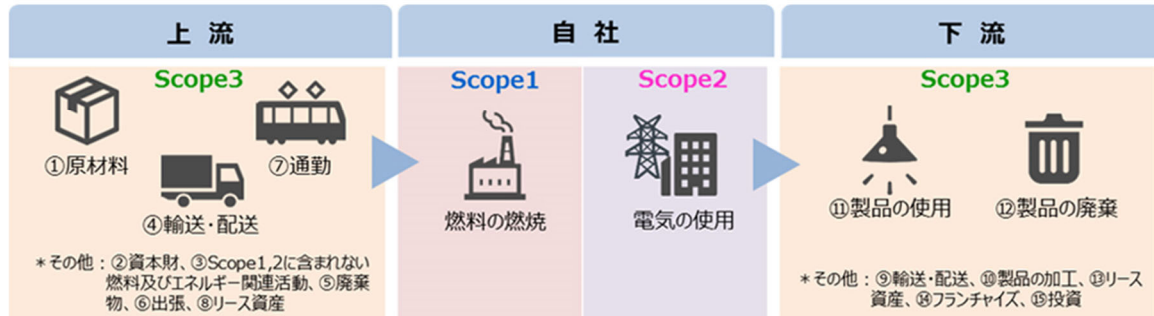 上 流
Scope3
①原材料
⑦通勤
④輸送・配送
＊その他：②資本財、③Scope1,2に含まれない
燃料及びエネルギー関連活動、⑤廃棄
物、⑥出張、⑧リース資産
自 社
Scope1
燃料の燃焼
Scope2
電気の使用
下 流
Scope3
⑪製品の使用
⑫製品の廃棄
＊その他：⑨輸送・配送、⑩製品の加工、⑬リース
資産、⑭フランチャイズ、⑮投資